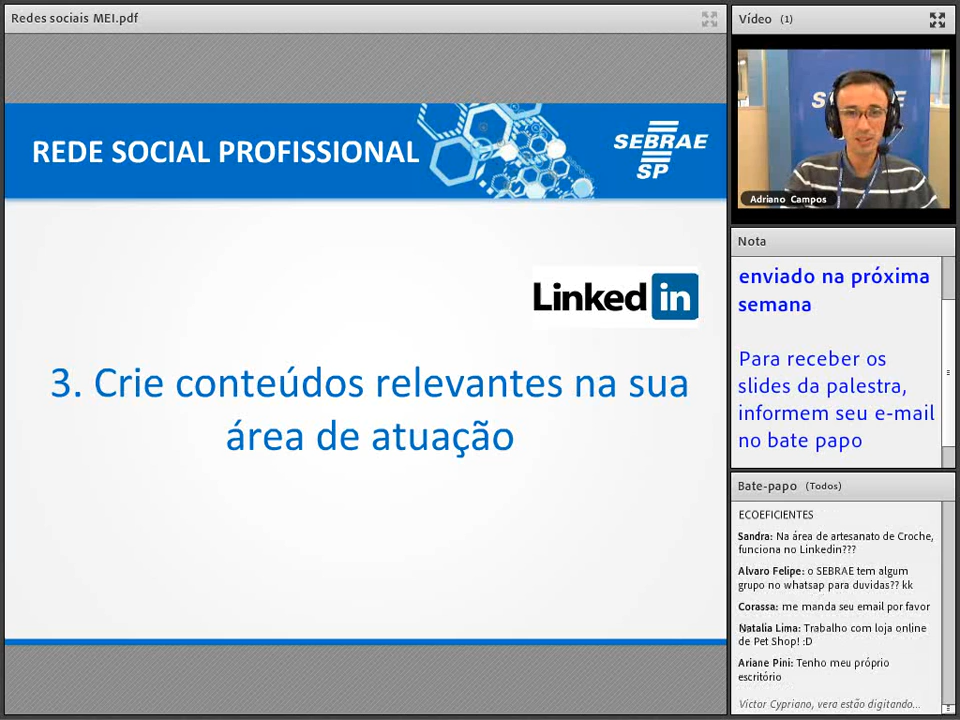 Redes sociais MEI.pdf
REDE SOCIAL PROFISSIONAL
SEBRAE
SP
Linked in
3. Crie conteúdos relevantes na sua
área de atuação
Vídeo (1)
Adriano Campos
Nota
enviado na próxima
semana
Para receber os
slides da palestra,
informem seu e-mail
no bate papo
Bate-papo (Todos)
ECOEFICIENTES
Sandra: Na área de artesanato de Croche,
funciona no Linkedin???
Alvaro Felipe: o SEBRAE tem algum
grupo no whatsap para duvidas?? kk
Corassa: me manda seu email por favor
Natalia Lima: Trabalho com loja online
de Pet Shop! :D
Ariane Pini: Tenho meu próprio
escritório
Victor Cypriano, vera estão digitando...